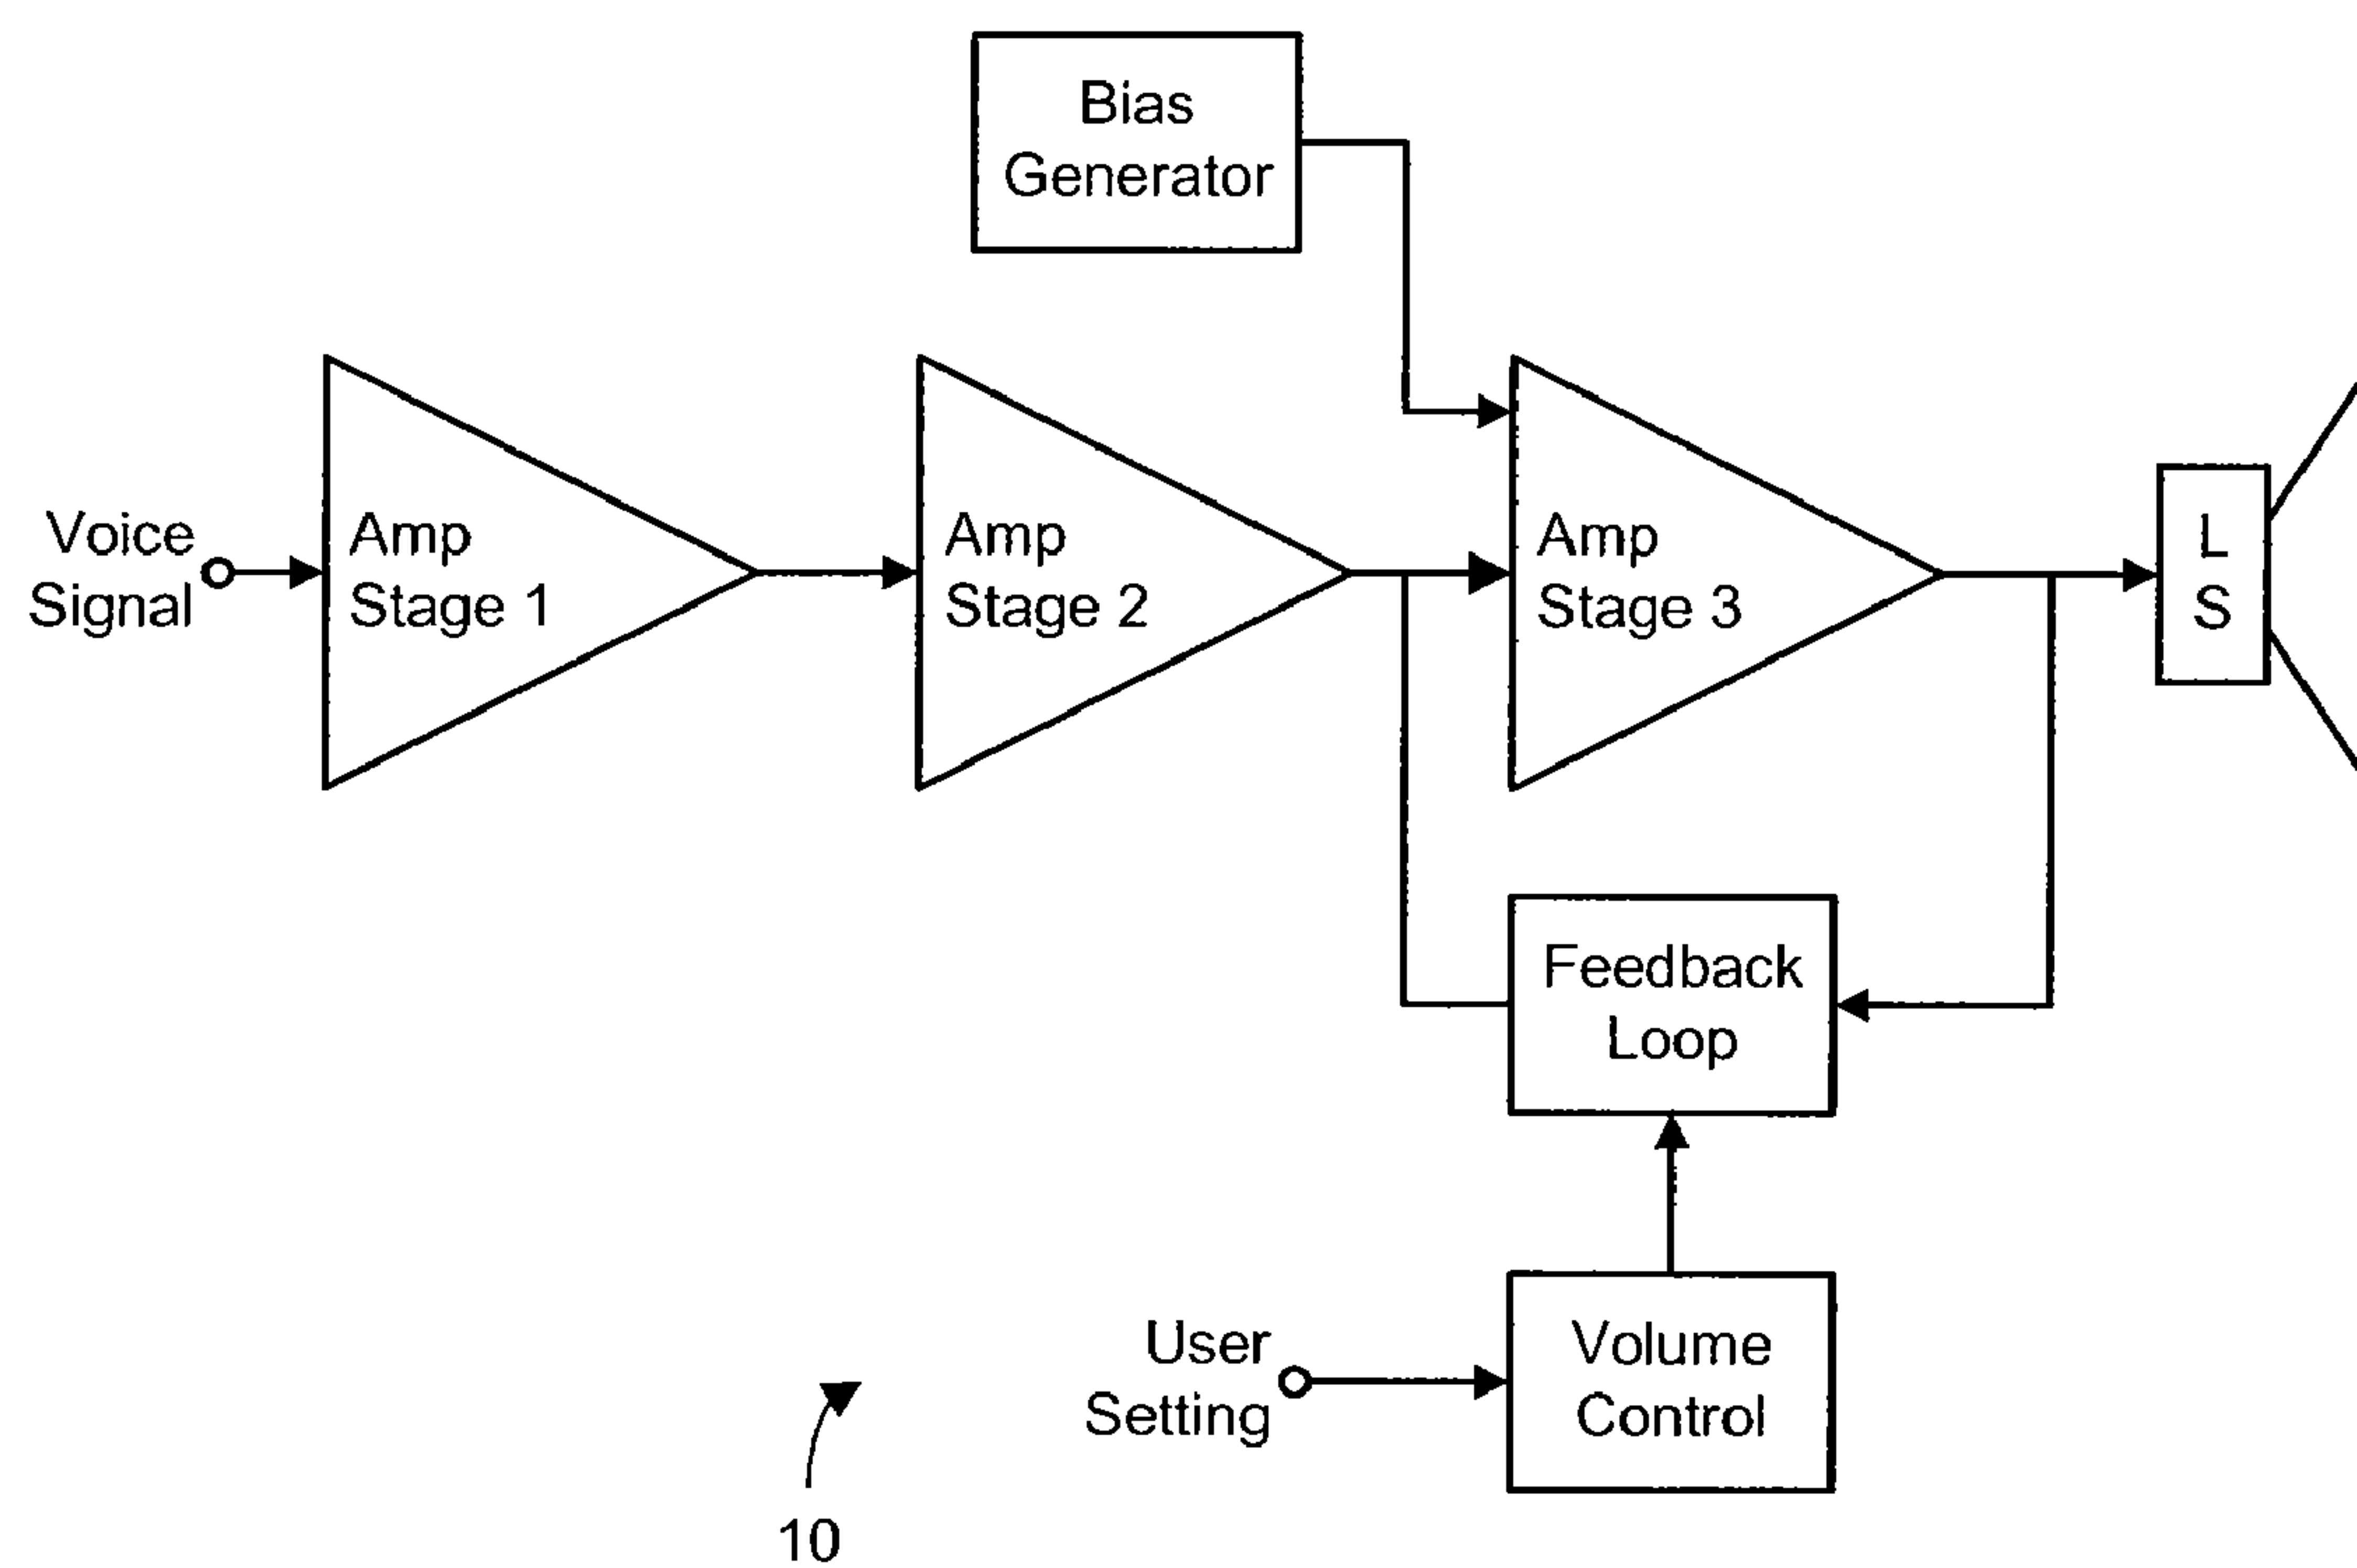 Bias
Generator
Voice
Signal
Amp
Stage 1
Amp
Stage 2
Amp
Stage 3
L
S
Feedback
Loop
User
Setting
Volume
Control
10